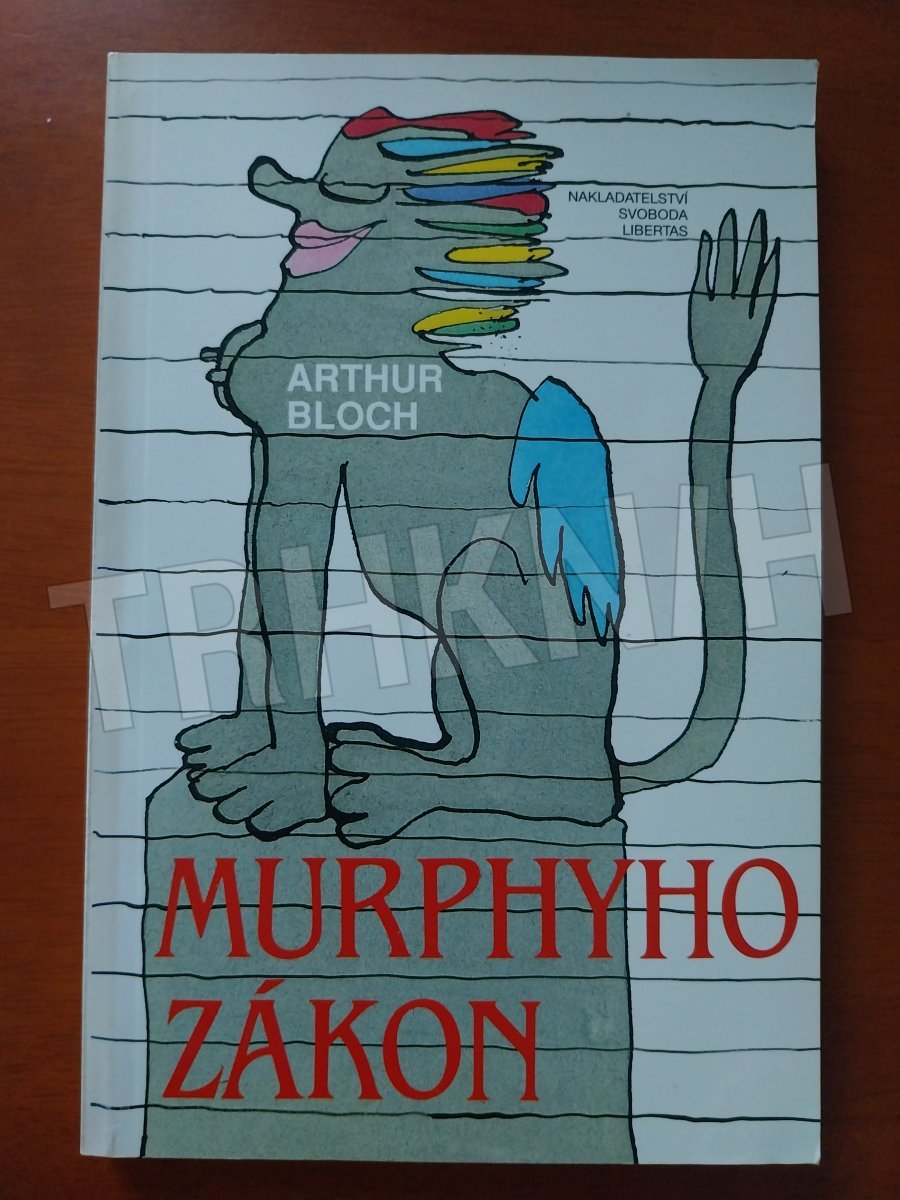 NAKLADATELSTVÍ
SVOBODA
LIBERTAS
ARTHUR
BLOCH
TRHKNIH
MURPHYHO
ZÁKON